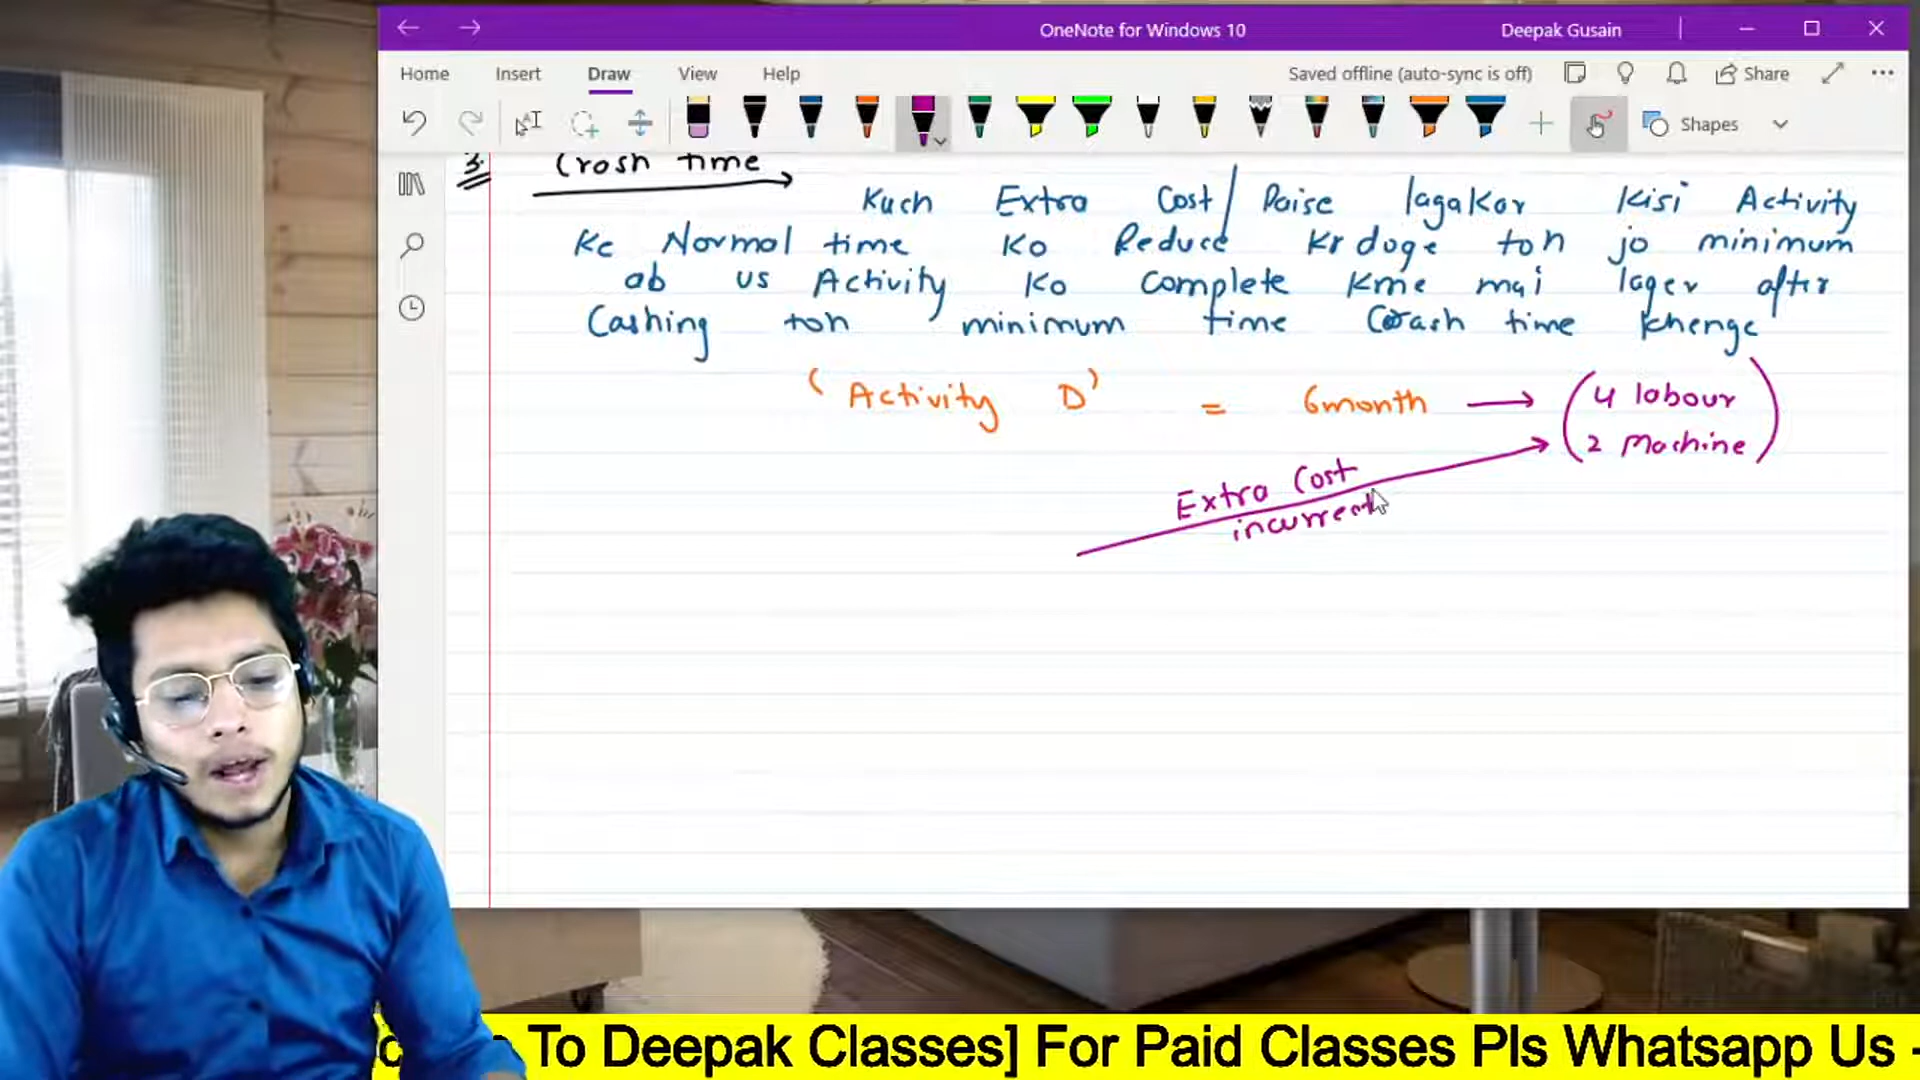 OneNote for Windows 10
Deepak Gusain
Home Insert Draw View Help
Saved offline (auto-sync is off)
Share
Shapes
3. Crash time
Kuch Extra Cost/ Paise lagakar kisi Activity
Ke Normal time Ko Reduce Kr doge toh jo minimum
ab us Activity Ko Complete Krne mai lager after
Cashing toh minimum time Crash time khenge
(Activity D) = 6month → (4 labour
2 Machine)
Extra Cost
incurred
To Deepak Classes] For Paid Classes Pls Whatsapp Us -